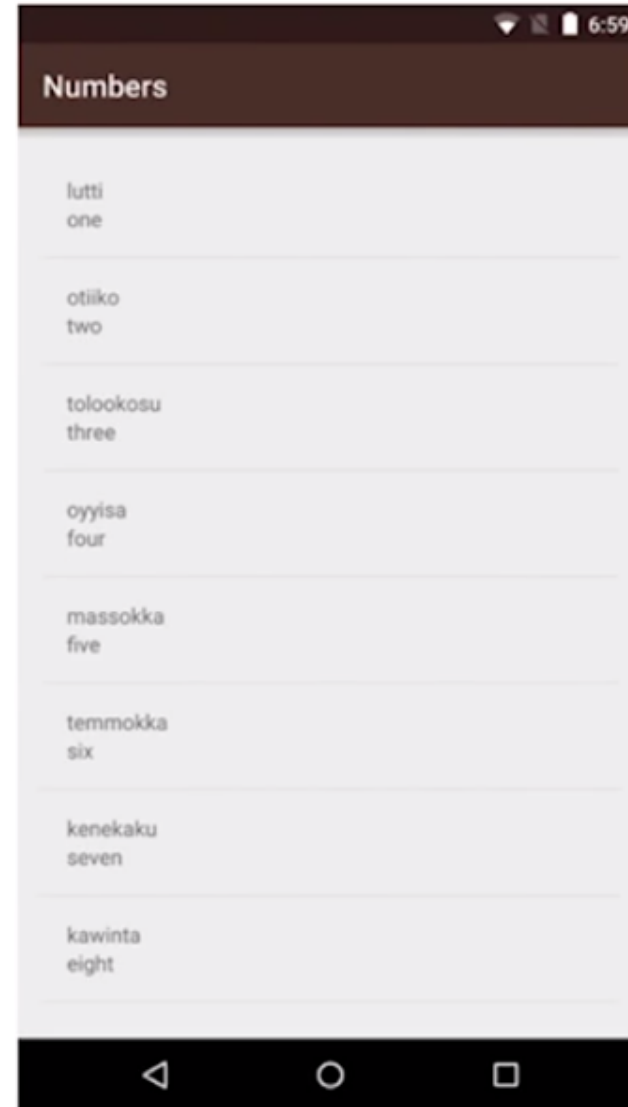 6:59
Numbers
lutti
one
otiiko
two
tolookosu
three
oyyisa
four
massokka
five
temmokka
six
kenekaku
seven
kawinta
eight